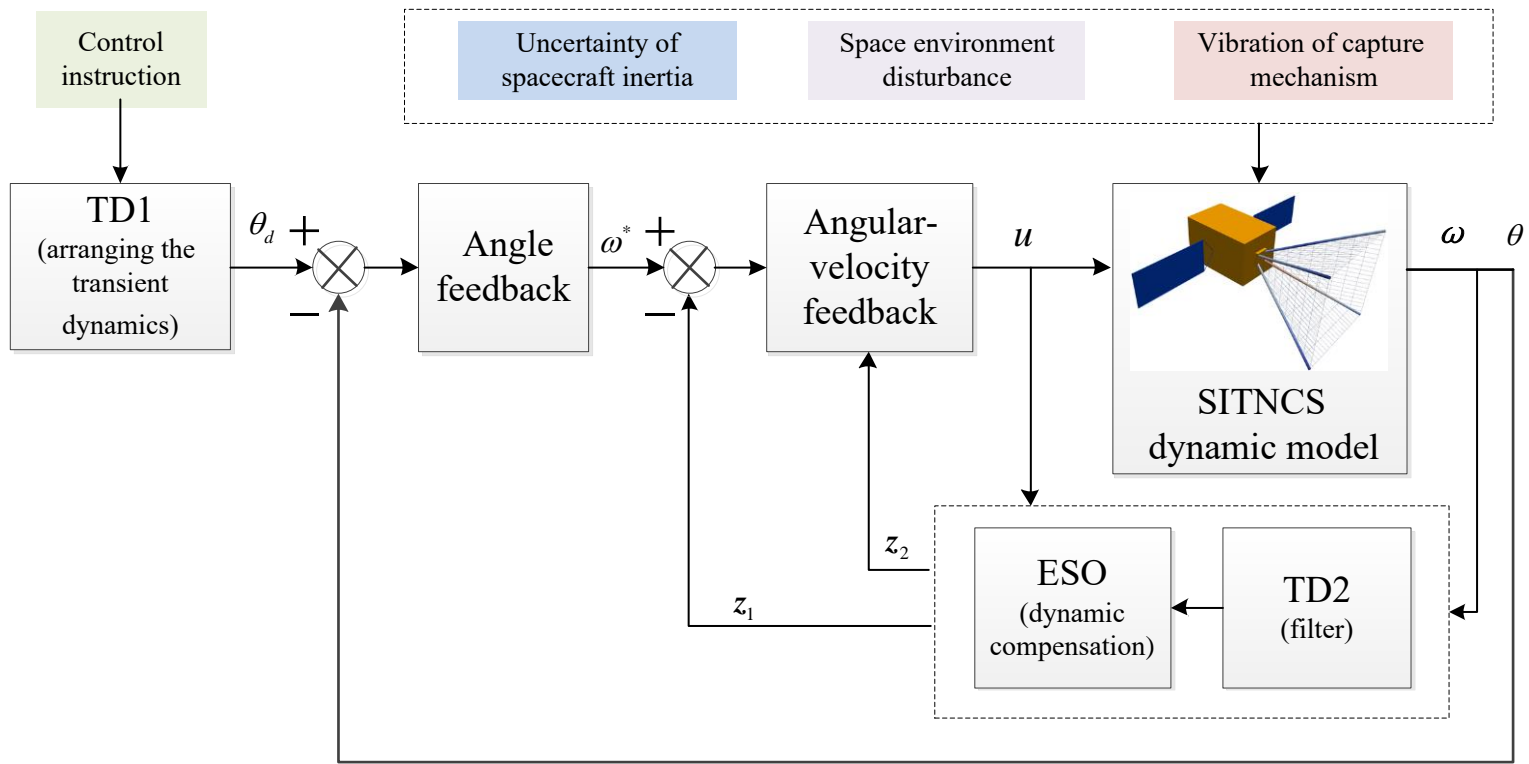 Control
instruction
Uncertainty of
spacecraft inertia
Space environment
disturbance
Vibration of capture
mechanism
TD1
(arranging the
transient
dynamics)
θ_d
+
−
Angle
feedback
ω*
+
−
Angular-
velocity
feedback
u
SITNCS
dynamic model
ω
θ
z₂
z₁
ESO
(dynamic
compensation)
TD2
(filter)